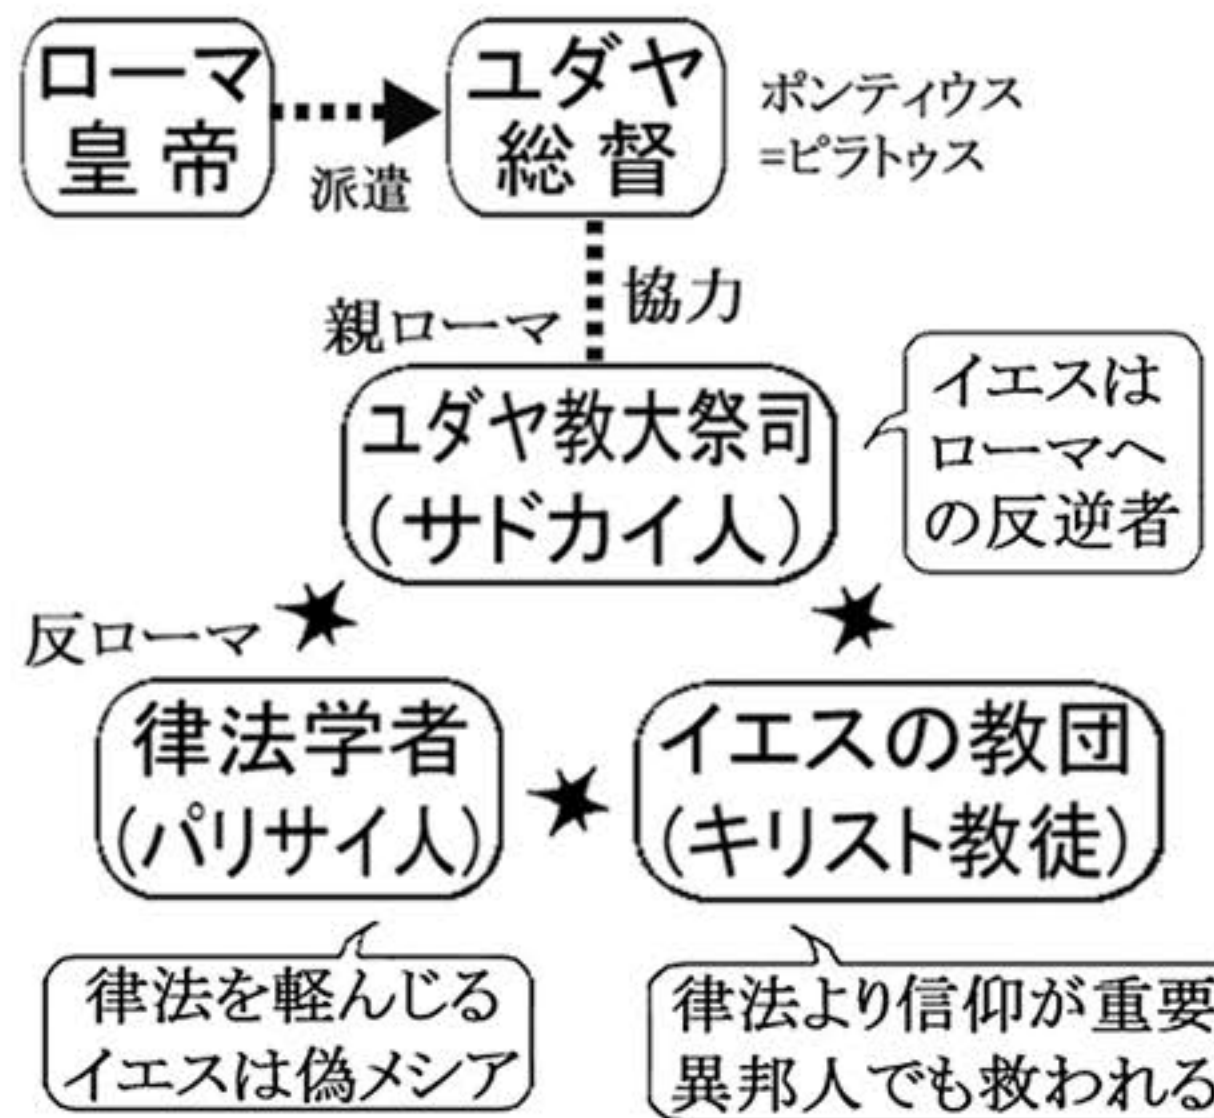 ローマ
皇帝
派遣
ユダヤ
総督
ポンティウス
=ピラトゥス
親ローマ
協力
ユダヤ教大祭司
(サドカイ人)
イエスは
ローマへ
の反逆者
反ローマ
律法学者
(パリサイ人)
イエスの教団
(キリスト教徒)
律法を軽んじる
イエスは偽メシア
律法より信仰が重要
異邦人でも救われる